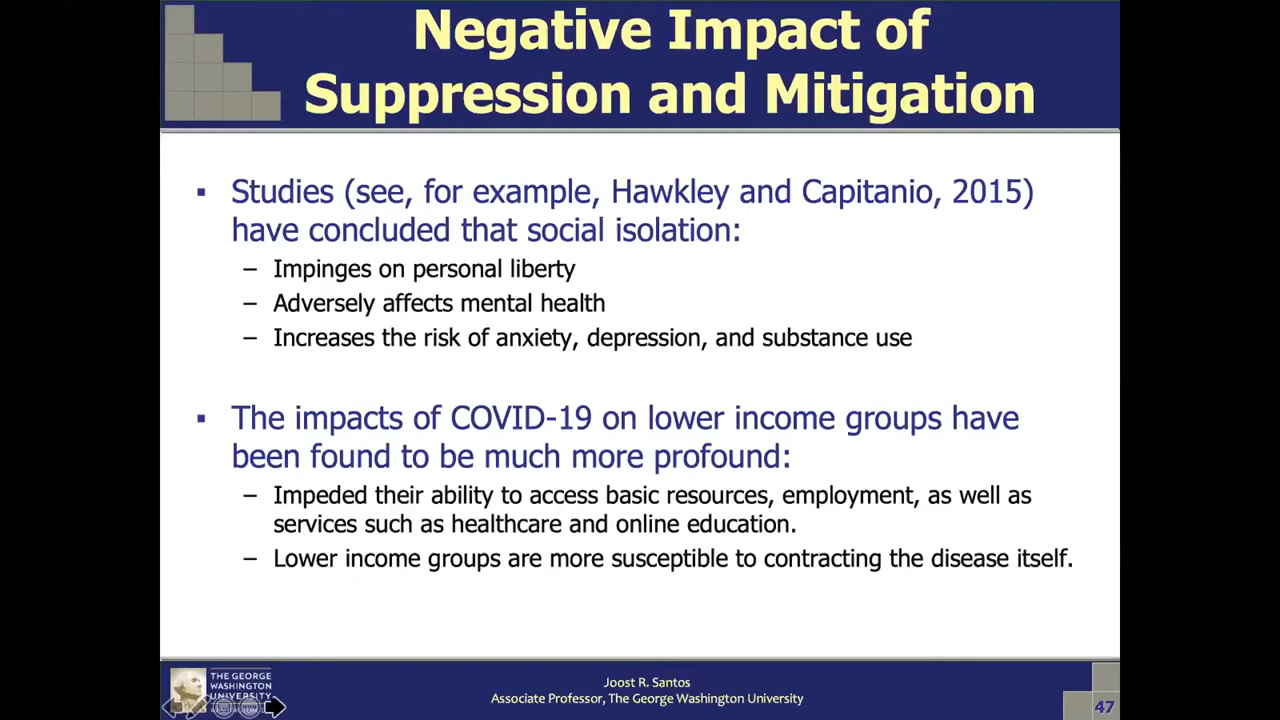 Negative Impact of
Suppression and Mitigation
▪ Studies (see, for example, Hawkley and Capitanio, 2015)
have concluded that social isolation:
– Impinges on personal liberty
– Adversely affects mental health
– Increases the risk of anxiety, depression, and substance use
▪ The impacts of COVID-19 on lower income groups have
been found to be much more profound:
– Impeded their ability to access basic resources, employment, as well as
services such as healthcare and online education.
– Lower income groups are more susceptible to contracting the disease itself.
THE GEORGE
WASHINGTON
UNIVERSITY
Joost R. Santos
Associate Professor, The George Washington University
47